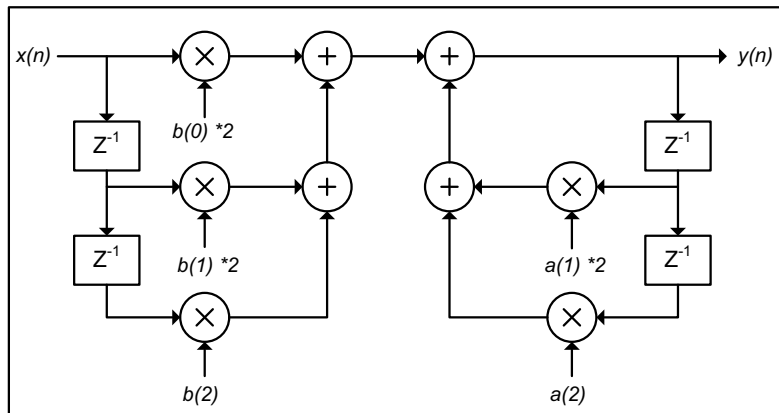 x(n)
y(n)
b(0) *2
Z⁻¹
Z⁻¹
b(1) *2
a(1) *2
Z⁻¹
Z⁻¹
b(2)
a(2)